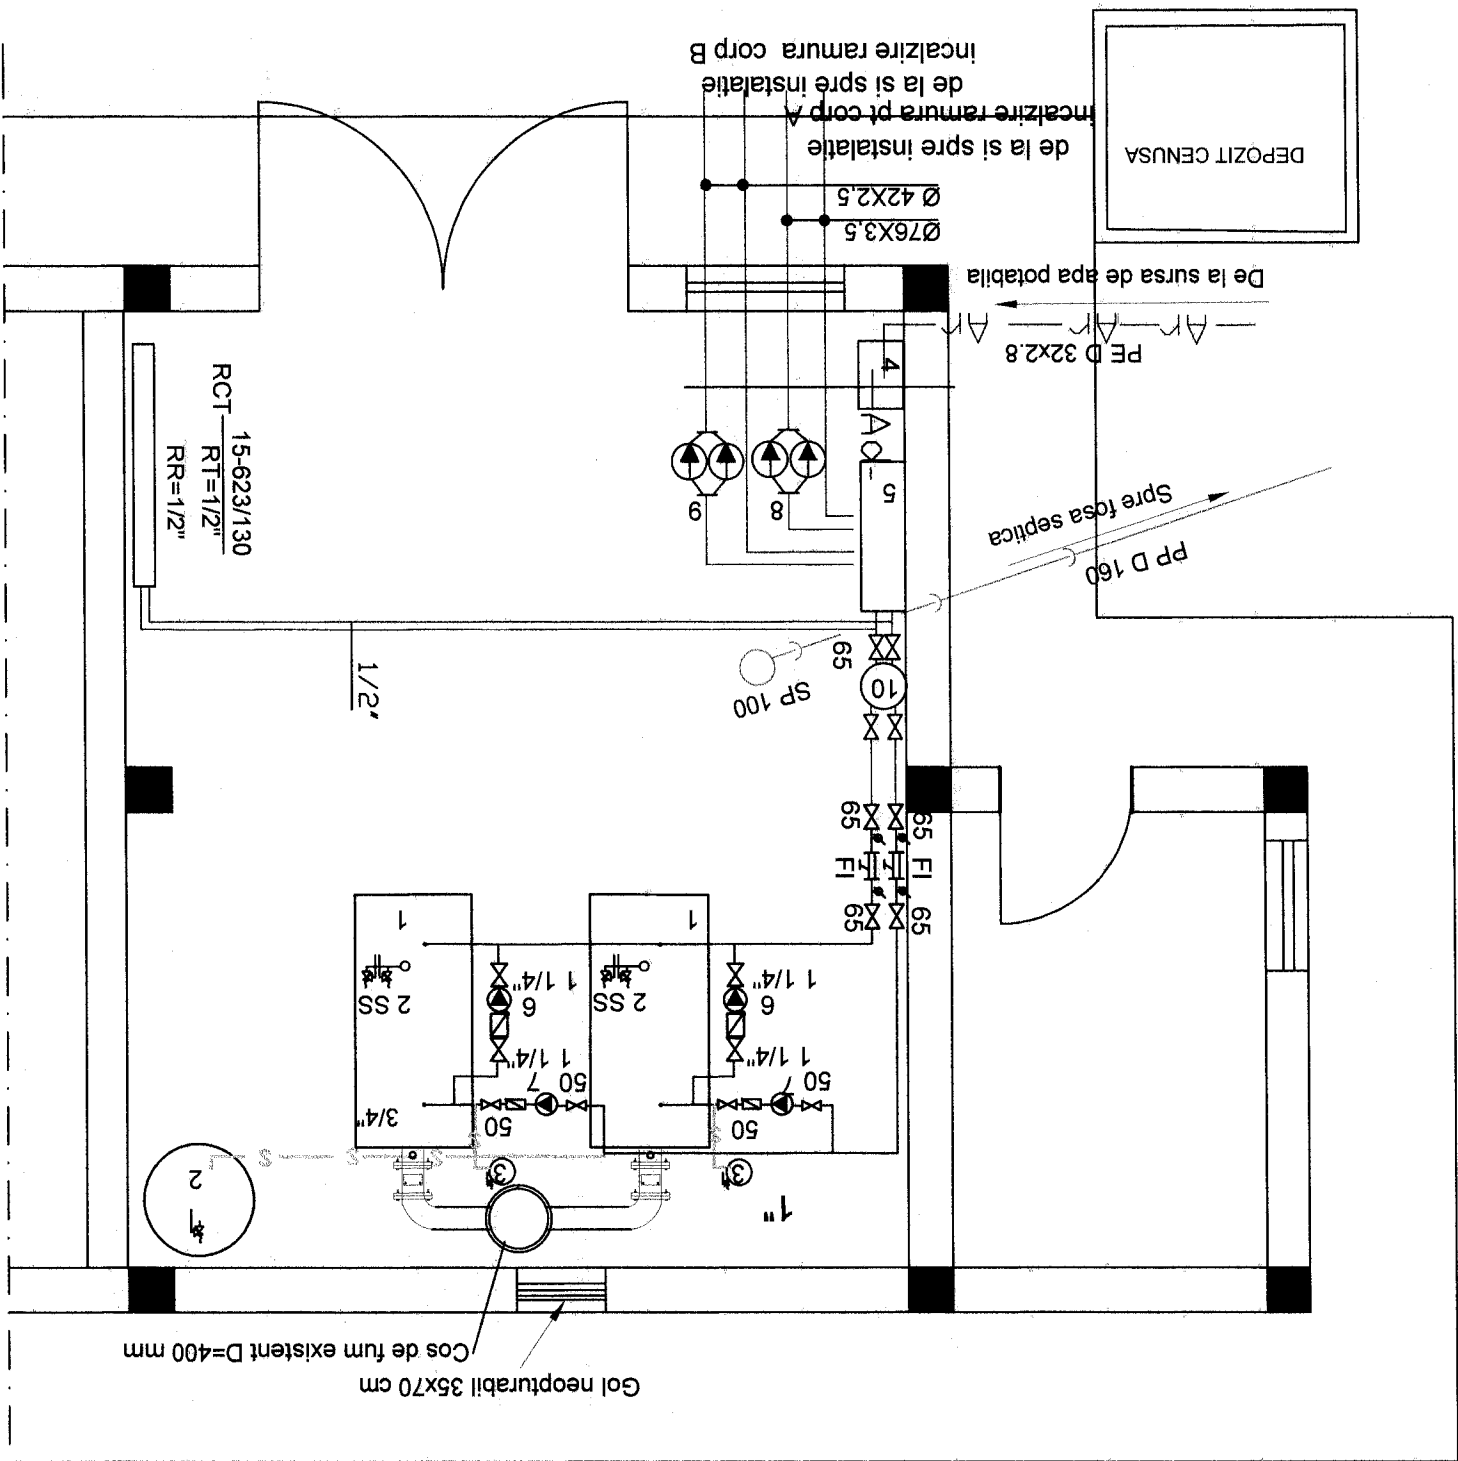 Gol neopturabil 35x70 cm
Cos de fum existent D=400 mm
1"
3
3
2
S
S
S
50
50
7
50
7
50
3/4"
1 1/4"
1 1/4"
6
6
1 1/4"
1 1/4"
2 SS
2 SS
1
1
65
65
FI
FI
65
65
10
65
SP 100
1/2"
PP D 160
Spre fosa septica
5
8
9
A
4
RCT
15-623/130
RT=1/2"
RR=1/2"
PE D 32x2.8
De la sursa de apa potabila
Ø76X3,5
Ø 42X2,5
de la si spre instalatie
incalzire ramura pt corp A
de la si spre instalatie
incalzire ramura corp B
DEPOZIT CENUSA